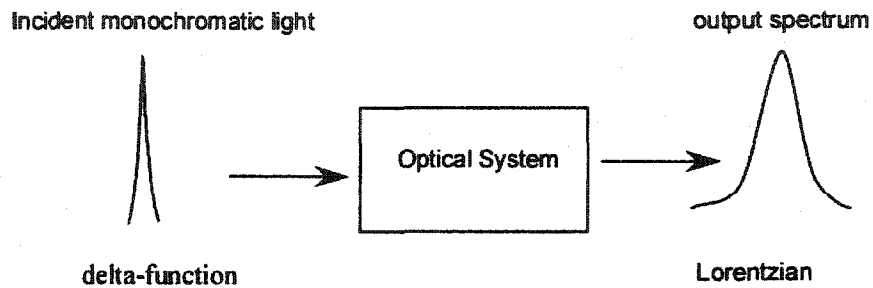 Incident monochromatic light
output spectrum
Optical System
delta-function
Lorentzian